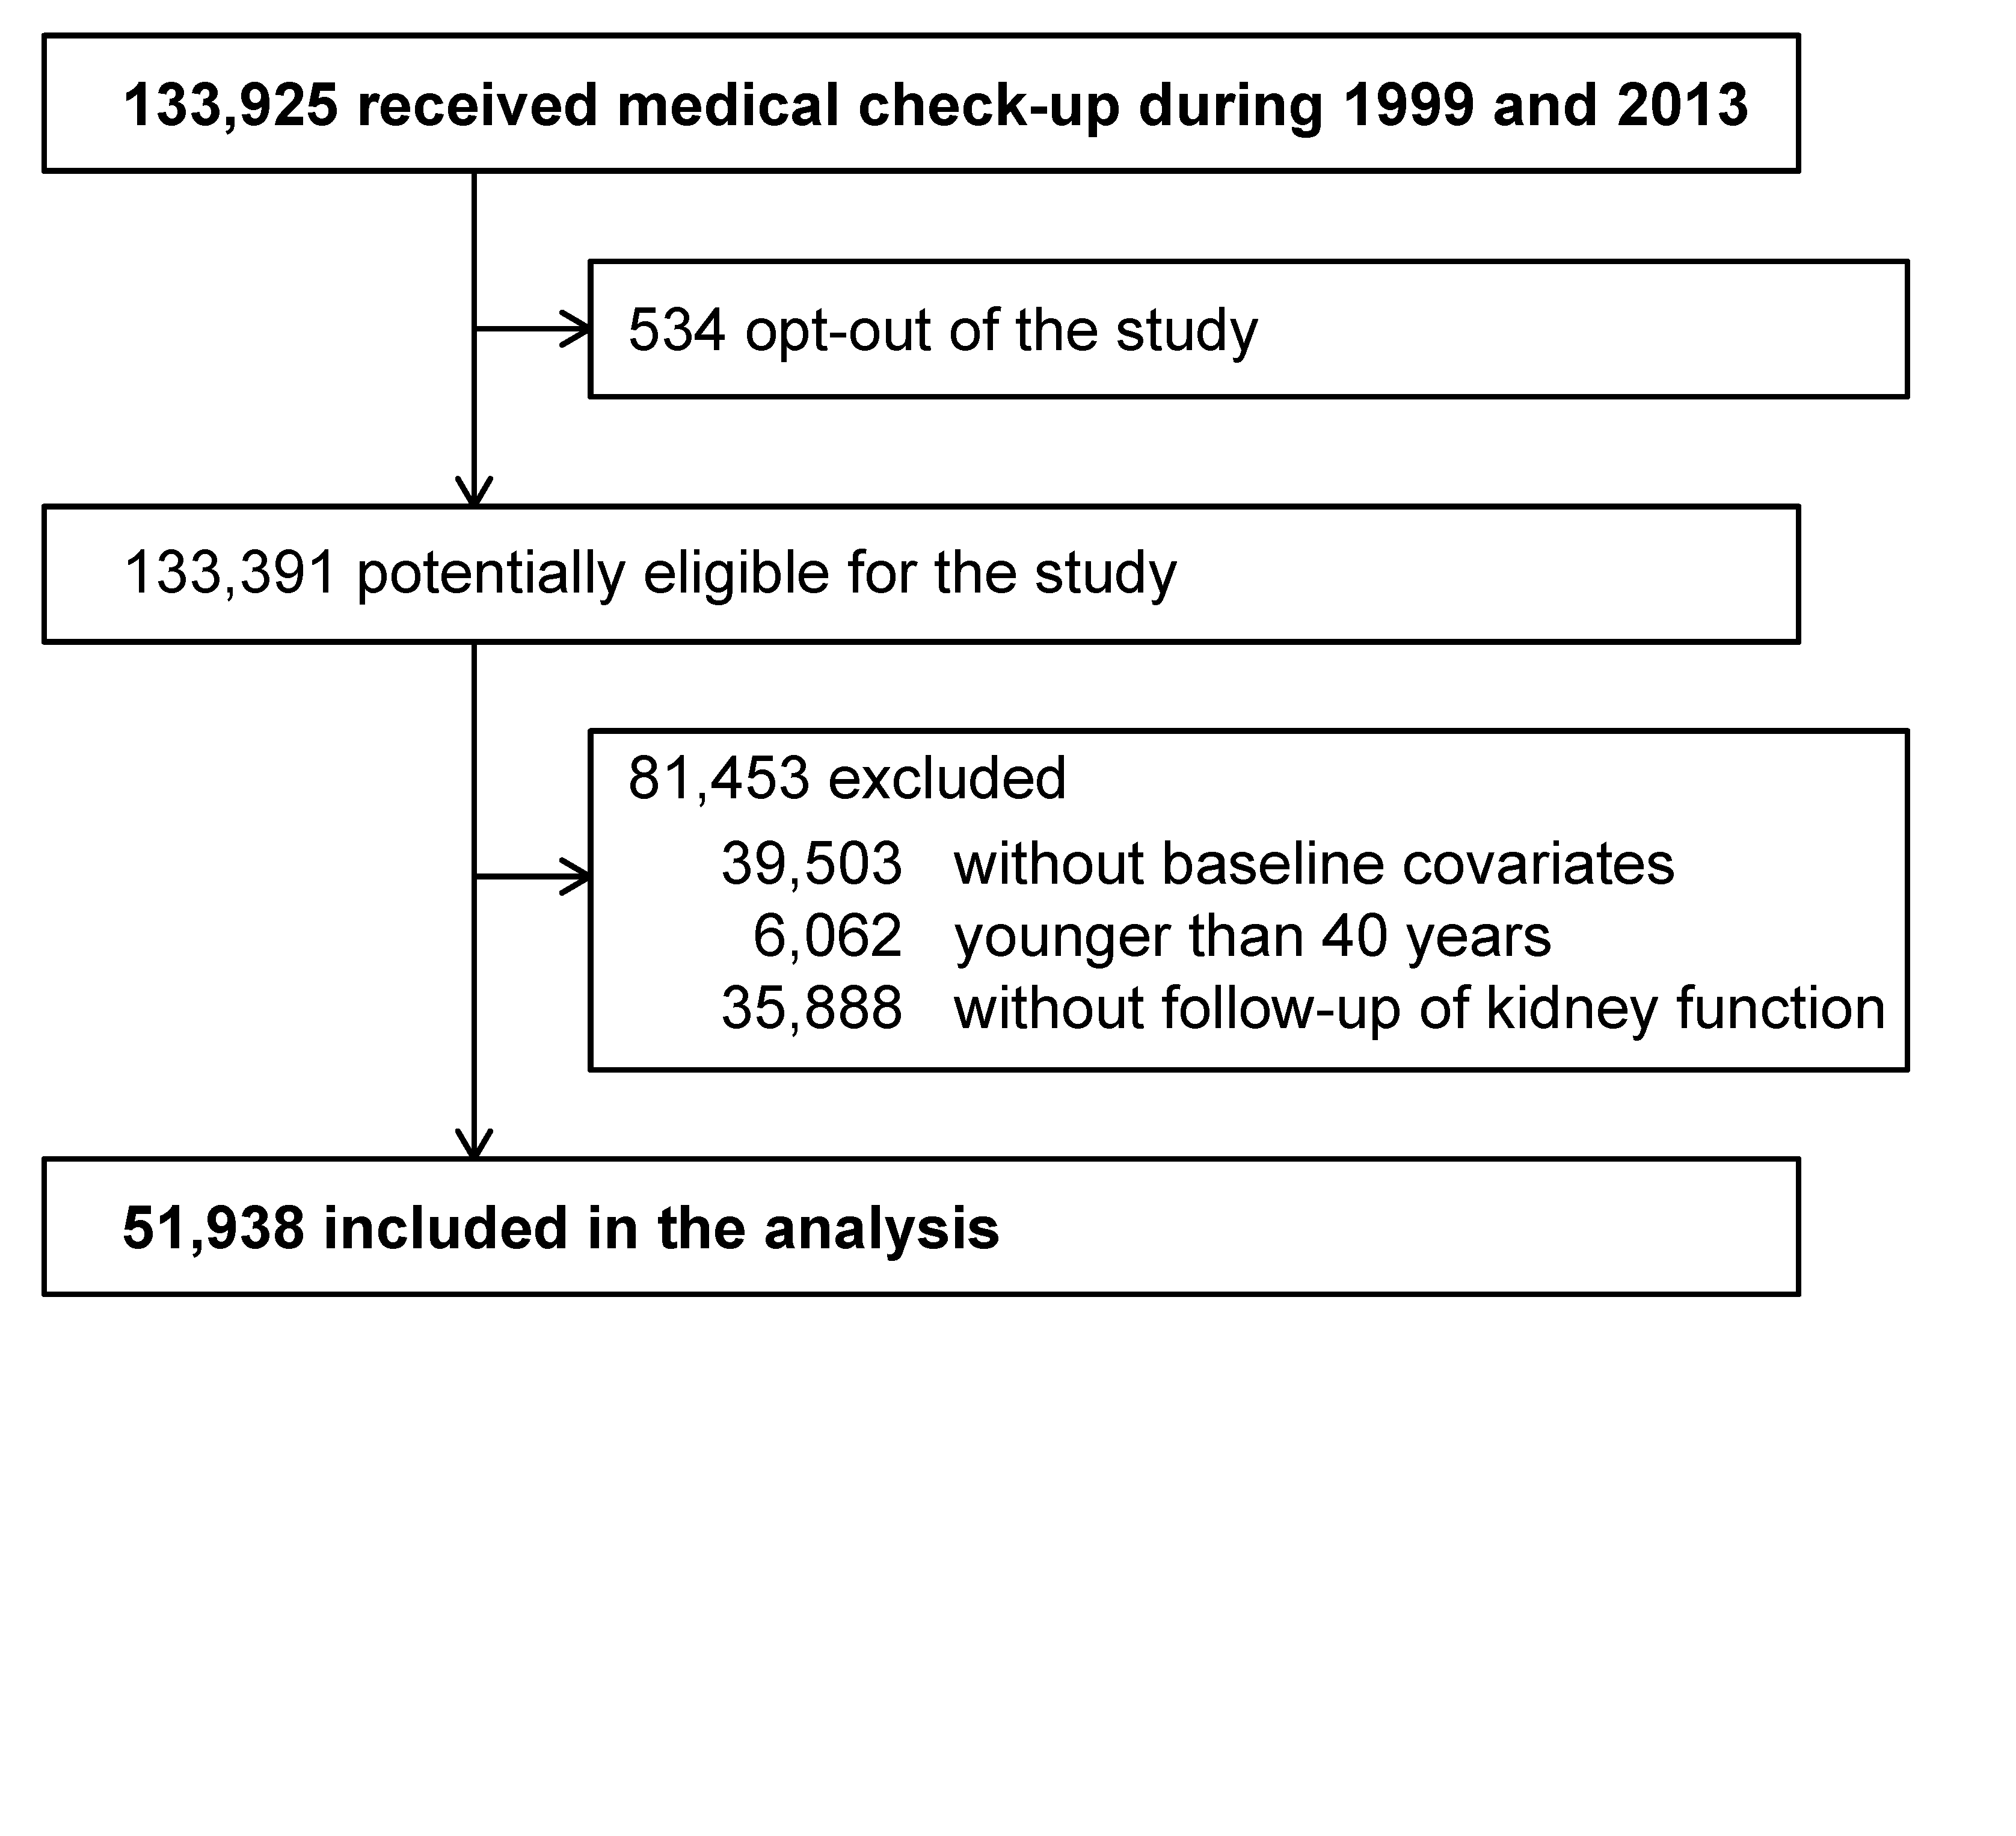 133,925 received medical check-up during 1999 and 2013
534 opt-out of the study
133,391 potentially eligible for the study
81,453 excluded
39,503 without baseline covariates
6,062 younger than 40 years
35,888 without follow-up of kidney function
51,938 included in the analysis